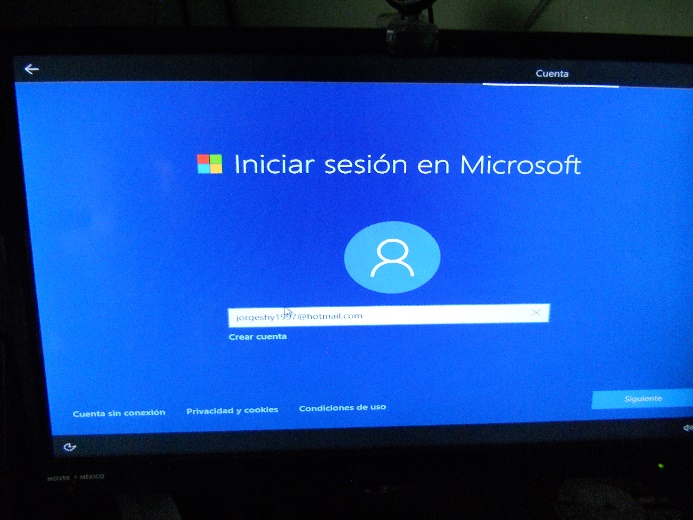 Cuenta
Iniciar sesión en Microsoft
jorgeshy1997@hotmail.com
Crear cuenta
Siguiente
Cuenta sin conexión Privacidad y cookies Condiciones de uso